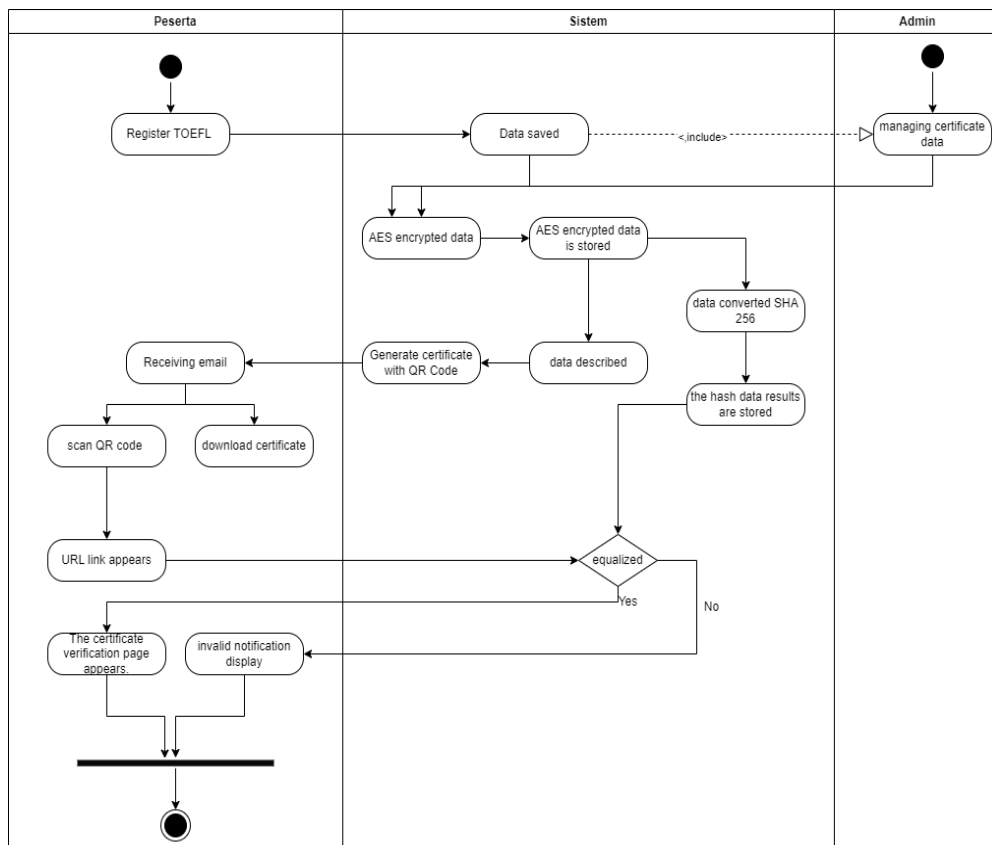 Peserta
Sistem
Admin
Register TOEFL
Data saved
<,include>
managing certificate
data
AES encrypted data
AES encrypted data
is stored
data converted SHA
256
Receiving email
Generate certificate
with QR Code
data described
the hash data results
are stored
scan QR code
download certificate
URL link appears
equalized
Yes
No
The certificate
verification page
appears.
invalid notification
display